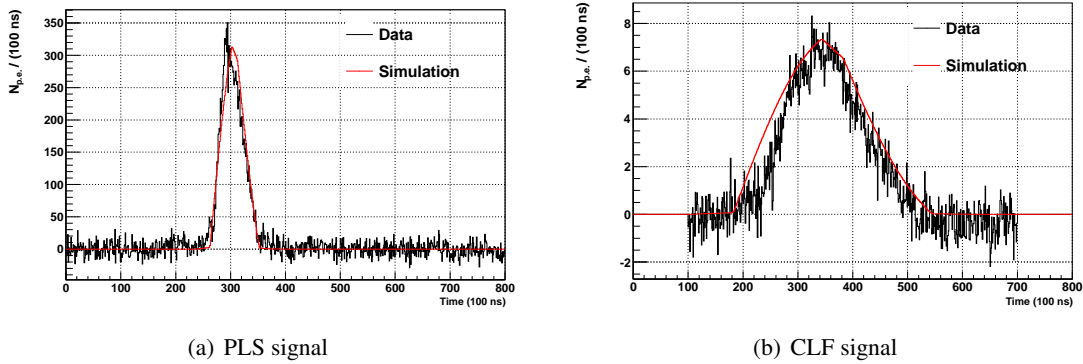 N_{p.e.} / (100 ns)
350
300
250
200
150
100
50
0
Data
Simulation
0 100 200 300 400 500 600 700 800
Time (100 ns)
(a) PLS signal
N_{p.e.} / (100 ns)
8
6
4
2
0
-2
Data
Simulation
0 100 200 300 400 500 600 700 800
Time (100 ns)
(b) CLF signal